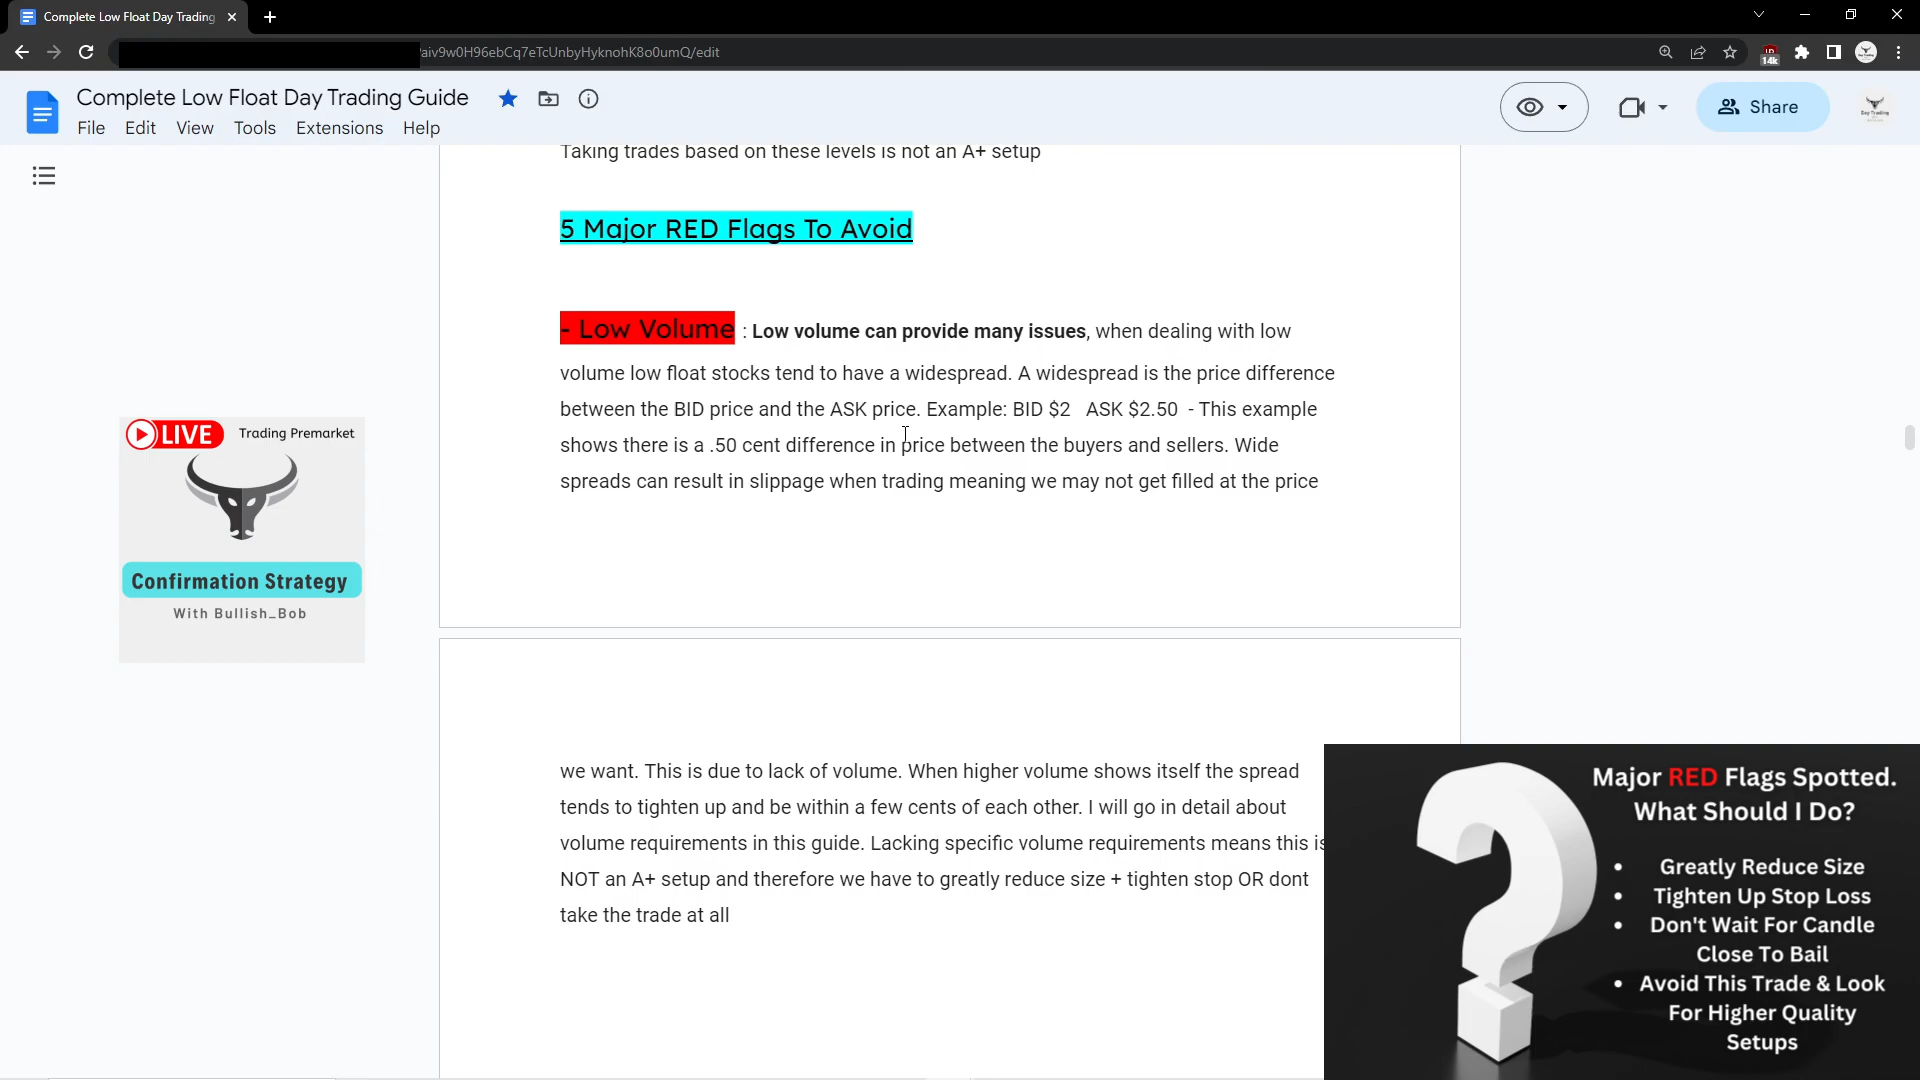 Complete Low Float Day Trading
aiv9w0H96ebCq7eTcUnbyHyknohK8o0umQ/edit
14k
Complete Low Float Day Trading Guide
File Edit View Tools Extensions Help
Share
Taking trades based on these levels is not an A+ setup
5 Major RED Flags To Avoid
- Low Volume : Low volume can provide many issues, when dealing with low
volume low float stocks tend to have a widespread. A widespread is the price difference
between the BID price and the ASK price. Example: BID $2 ASK $2.50 - This example
shows there is a .50 cent difference in price between the buyers and sellers. Wide
spreads can result in slippage when trading meaning we may not get filled at the price
LIVE Trading Premarket
Confirmation Strategy
With Bullish_Bob
we want. This is due to lack of volume. When higher volume shows itself the spread
tends to tighten up and be within a few cents of each other. I will go in detail about
volume requirements in this guide. Lacking specific volume requirements means this is
NOT an A+ setup and therefore we have to greatly reduce size + tighten stop OR dont
take the trade at all
Major RED Flags Spotted.
What Should I Do?
• Greatly Reduce Size
• Tighten Up Stop Loss
• Don't Wait For Candle
Close To Bail
• Avoid This Trade & Look
For Higher Quality
Setups